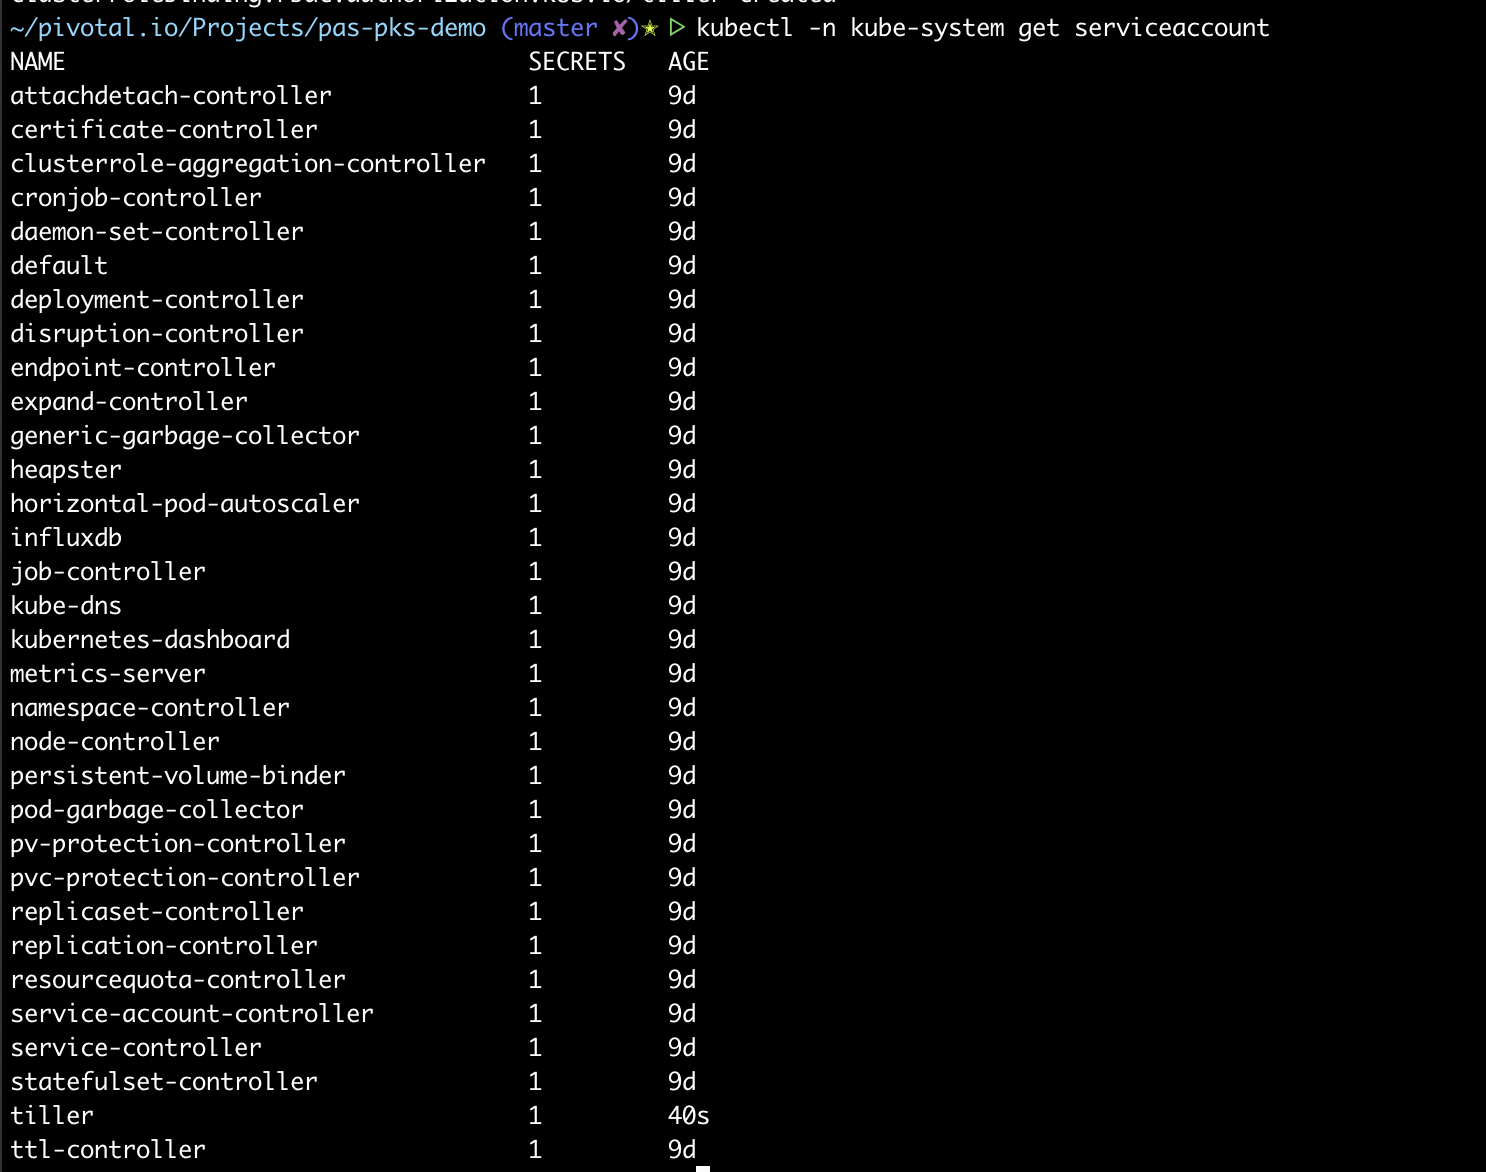 clusterrolebinding.rbac.authorization.k8s.io/tiller created
~/pivotal.io/Projects/pas-pks-demo (master ✘)★ ▷ kubectl -n kube-system get serviceaccount
NAME SECRETS AGE
attachdetach-controller 1 9d
certificate-controller 1 9d
clusterrole-aggregation-controller 1 9d
cronjob-controller 1 9d
daemon-set-controller 1 9d
default 1 9d
deployment-controller 1 9d
disruption-controller 1 9d
endpoint-controller 1 9d
expand-controller 1 9d
generic-garbage-collector 1 9d
heapster 1 9d
horizontal-pod-autoscaler 1 9d
influxdb 1 9d
job-controller 1 9d
kube-dns 1 9d
kubernetes-dashboard 1 9d
metrics-server 1 9d
namespace-controller 1 9d
node-controller 1 9d
persistent-volume-binder 1 9d
pod-garbage-collector 1 9d
pv-protection-controller 1 9d
pvc-protection-controller 1 9d
replicaset-controller 1 9d
replication-controller 1 9d
resourcequota-controller 1 9d
service-account-controller 1 9d
service-controller 1 9d
statefulset-controller 1 9d
tiller 1 40s
ttl-controller 1 9d